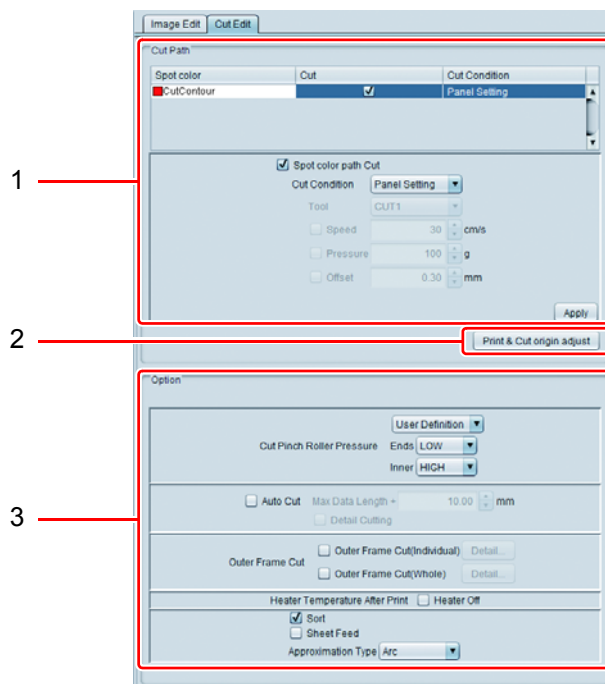 Image Edit Cut Edit
Cut Path
Spot color Cut Cut Condition
CutContour Panel Setting
1
Spot color path Cut
Cut Condition Panel Setting
Tool CUT1
Speed 30 cm/s
Pressure 100 g
Offset 0.30 mm
Apply
2
Print & Cut origin adjust
Option
User Definition
Cut Pinch Roller Pressure Ends LOW
Inner HIGH
3
Auto Cut Max Data Length + 10.00 mm
Detail Cutting
Outer Frame Cut Outer Frame Cut(Individual) Detail...
Outer Frame Cut(Whole) Detail...
Heater Temperature After Print Heater Off
Sort
Sheet Feed
Approximation Type Arc